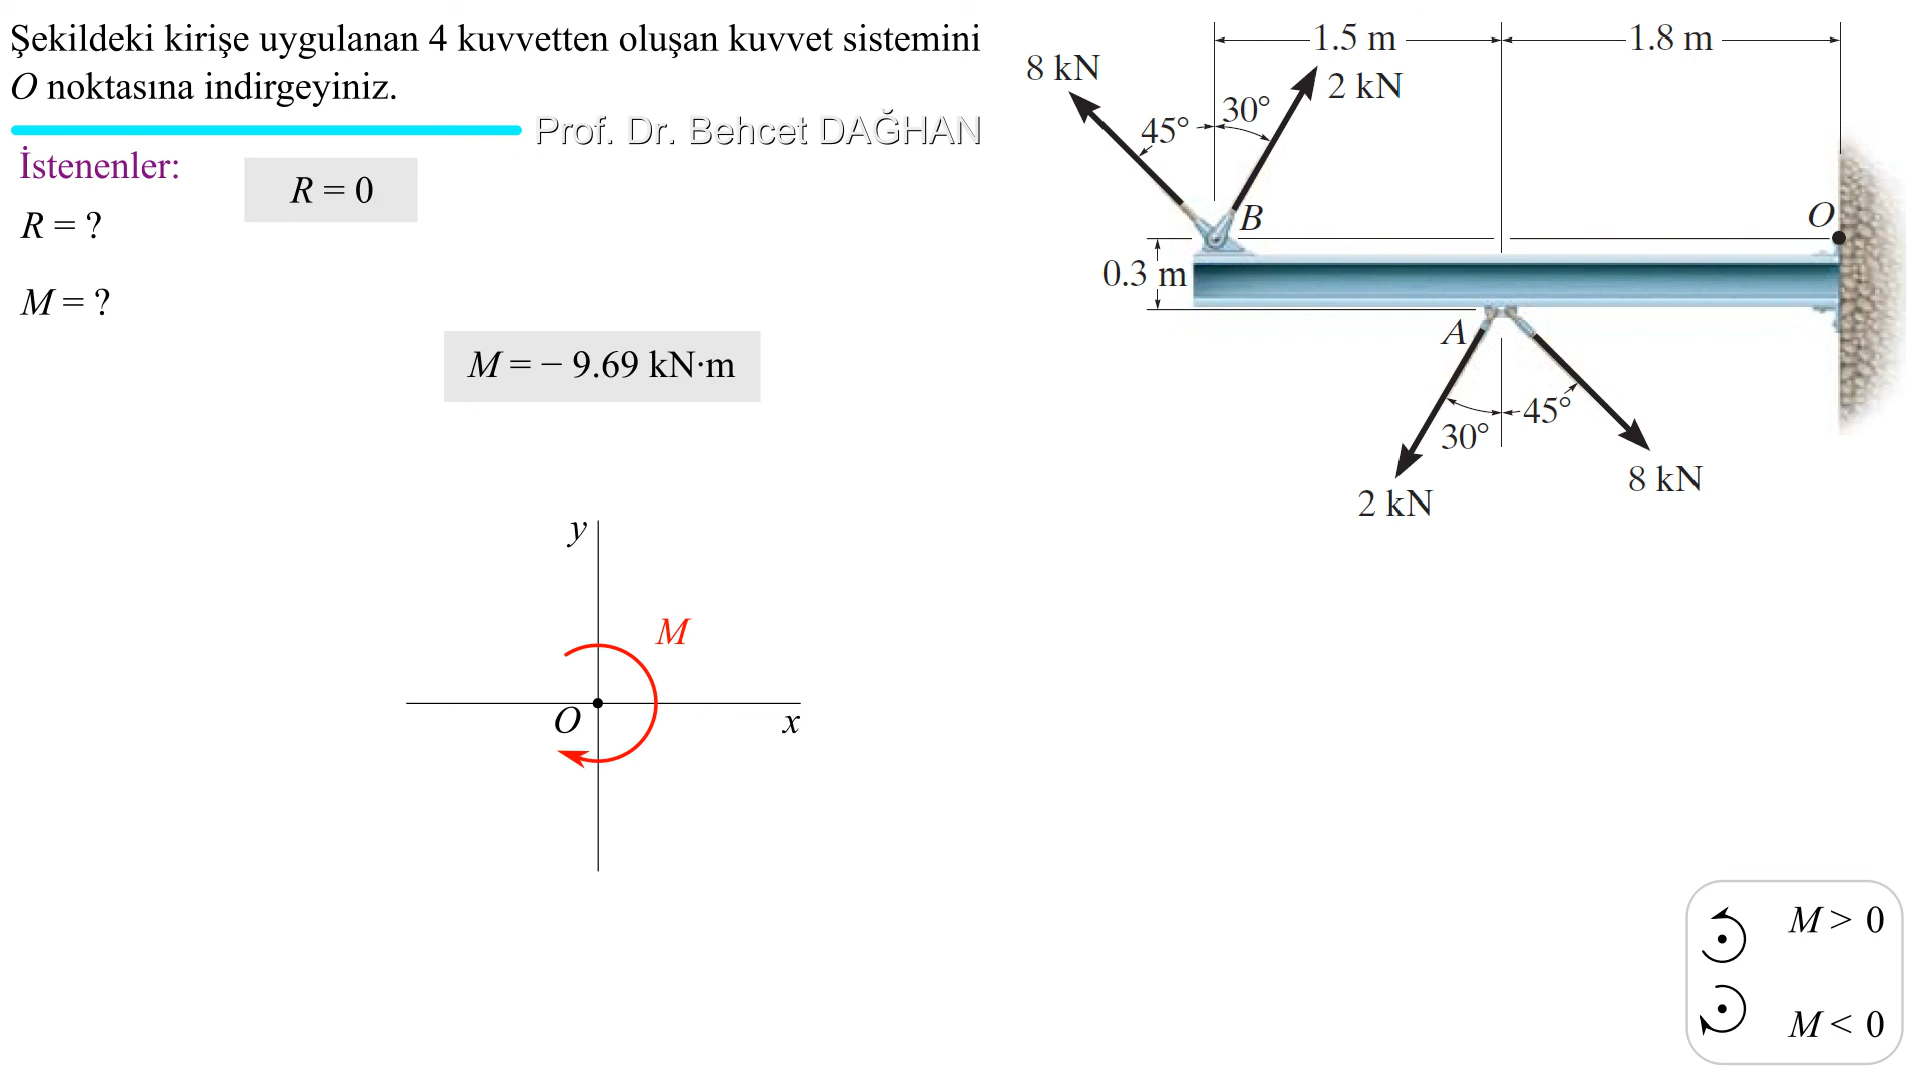 Şekildeki kirişe uygulanan 4 kuvvetten oluşan kuvvet sistemini
O noktasına indirgeyiniz.
Prof. Dr. Behcet DAĞHAN
İstenenler:
R = 0
R = ?
M = ?
M = − 9.69 kN·m
1.5 m
1.8 m
8 kN
2 kN
30°
45°
B
O
0.3 m
A
45°
30°
8 kN
2 kN
y
M
O
x
M > 0
M < 0